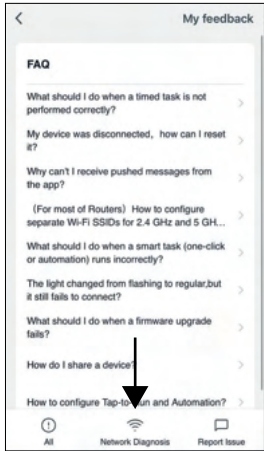 My feedback
FAQ
What should I do when a timed task is not
performed correctly?
My device was disconnected, how can I reset
it?
Why can't I receive pushed messages from
the app?
(For most of Routers) How to configure
separate Wi-Fi SSIDs for 2.4 GHz and 5 GH...
What should I do when a smart task (one-click
or automation) runs incorrectly?
The light changed from flashing to regular,but
it still fails to connect?
What should I do when a firmware upgrade
fails?
How do I share a device?
How to configure Tap-to-Run and Automation?
All
Network Diagnosis
Report Issue